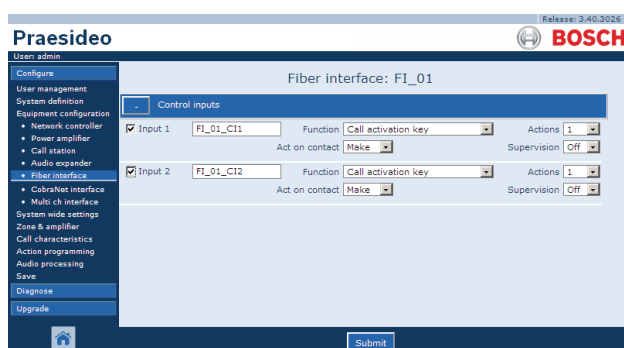 Release: 3.40.3026
Praesideo
BOSCH
User: admin
Configure
User management
System definition
Equipment configuration
• Network controller
• Power amplifier
• Call station
• Audio expander
• Fiber interface
• CobraNet interface
• Multi ch interface
System wide settings
Zone & amplifier
Call characteristics
Action programming
Audio processing
Save
Diagnose
Upgrade
Fiber interface: FI_01
- Control inputs
Input 1 FI_01_CI1 Function Call activation key Actions 1
Act on contact Make Supervision Off
Input 2 FI_01_CI2 Function Call activation key Actions 1
Act on contact Make Supervision Off
Submit